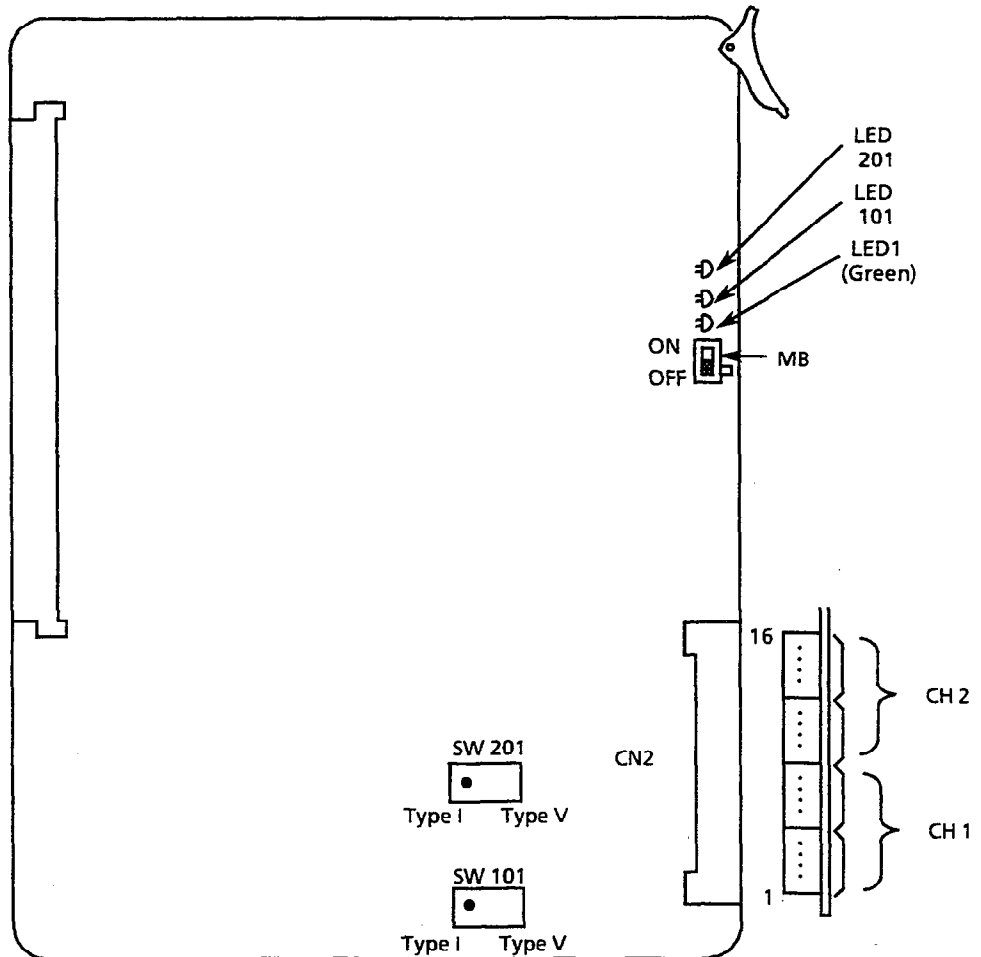 LED
201
LED
101
LED1
(Green)
ON
OFF
MB
16
CH 2
CN2
SW 201
Type I Type V
CH 1
SW 101
1
Type I Type V